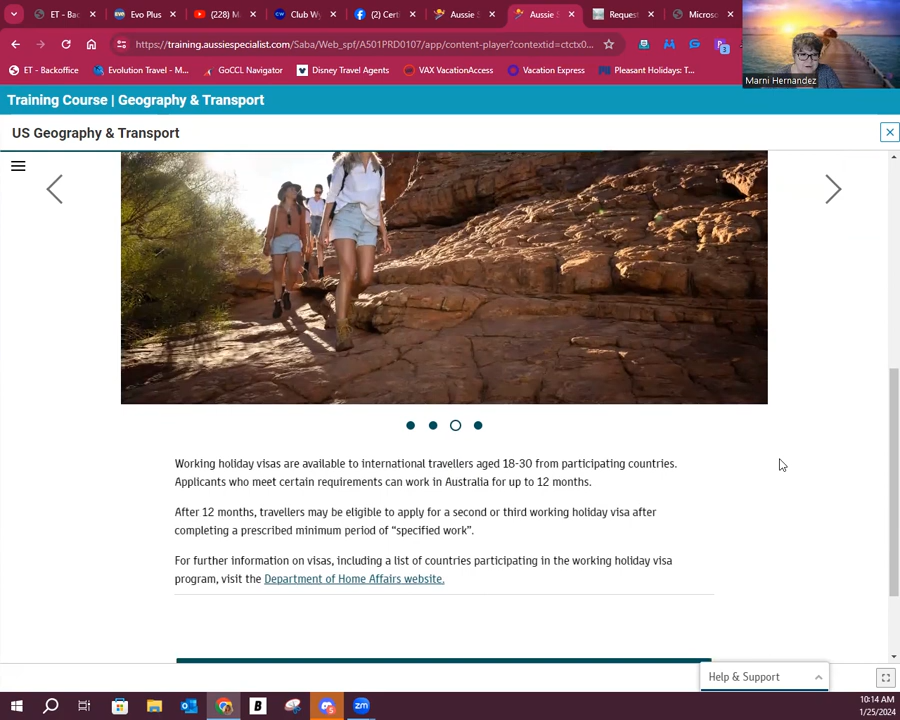 ET - Bac
Evo Plus
(228) M
Club W
(2) Cert
Aussie S
Aussie S
Request
Microso
https://training.aussiespecialist.com/Saba/Web_spf/A501PRD0107/app/content-player?contextid=ctctx0...
3
ET - Backoffice
Evolution Travel - M...
GoCCL Navigator
Disney Travel Agents
VAX VacationAccess
Vacation Express
Pleasant Holidays: T...
Marni Hernandez
Training Course | Geography & Transport
US Geography & Transport
Working holiday visas are available to international travellers aged 18-30 from participating countries.
Applicants who meet certain requirements can work in Australia for up to 12 months.
After 12 months, travellers may be eligible to apply for a second or third working holiday visa after
completing a prescribed minimum period of “specified work”.
For further information on visas, including a list of countries participating in the working holiday visa
program, visit the Department of Home Affairs website.
Help & Support
10:14 AM
1/25/2024